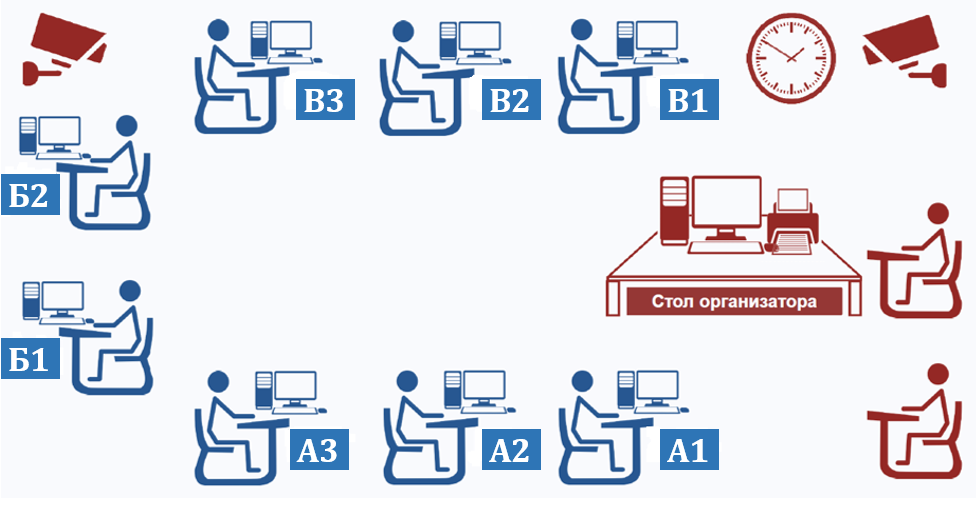 В3
В2
В1
Б2
Стол организатора
Б1
А3
А2
А1